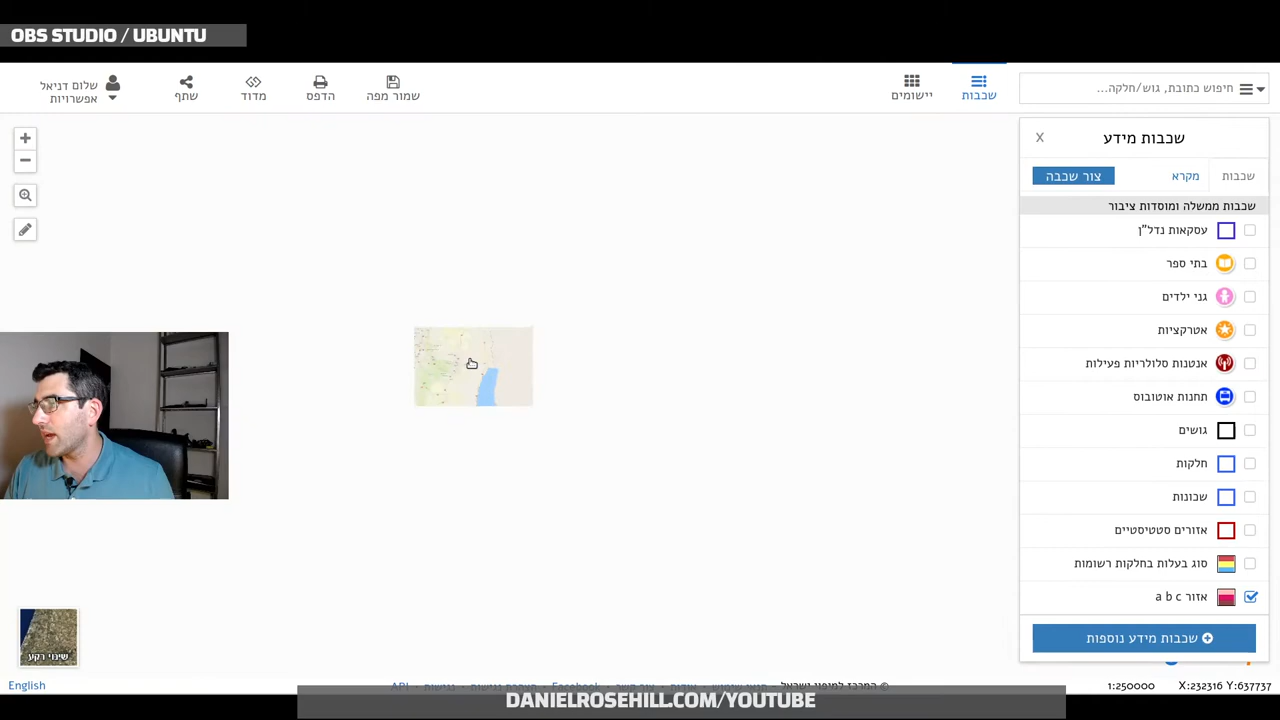 OBS STUDIO / UBUNTU
חיפוש כתובת, גוש/חלקה...
שכבות
יישומים
שמור מפה
הדפס
מדוד
שתף
שלום דניאל
אפשרויות
שכבות מידע
X
שכבות
מקרא
צור שכבה
שכבות ממשלה ומוסדות ציבור
עסקאות נדל"ן
בתי ספר
גני ילדים
אטרקציות
אנטנות סלולריות פעילות
תחנות אוטובוס
גושים
חלקות
שכונות
אזורים סטטיסטיים
סוג בעלות בחלקות רשומות
אזור a b c
שכבות מידע נוספות
שינוי רקע
English
© המרכז למיפוי ישראל
1:250000
X:232316 Y:637737
DANIELROSEHILL.COM/YOUTUBE